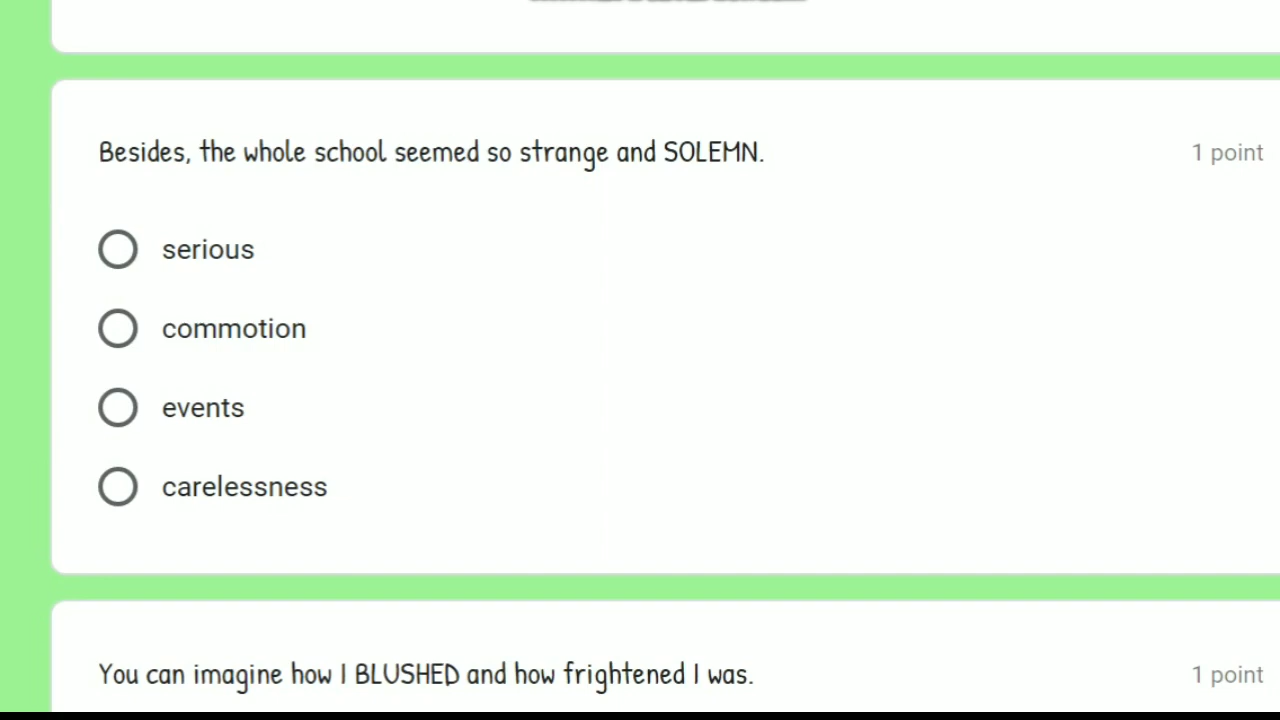 Besides, the whole school seemed so strange and SOLEMN.
1 point
serious
commotion
events
carelessness
You can imagine how I BLUSHED and how frightened I was.
1 point